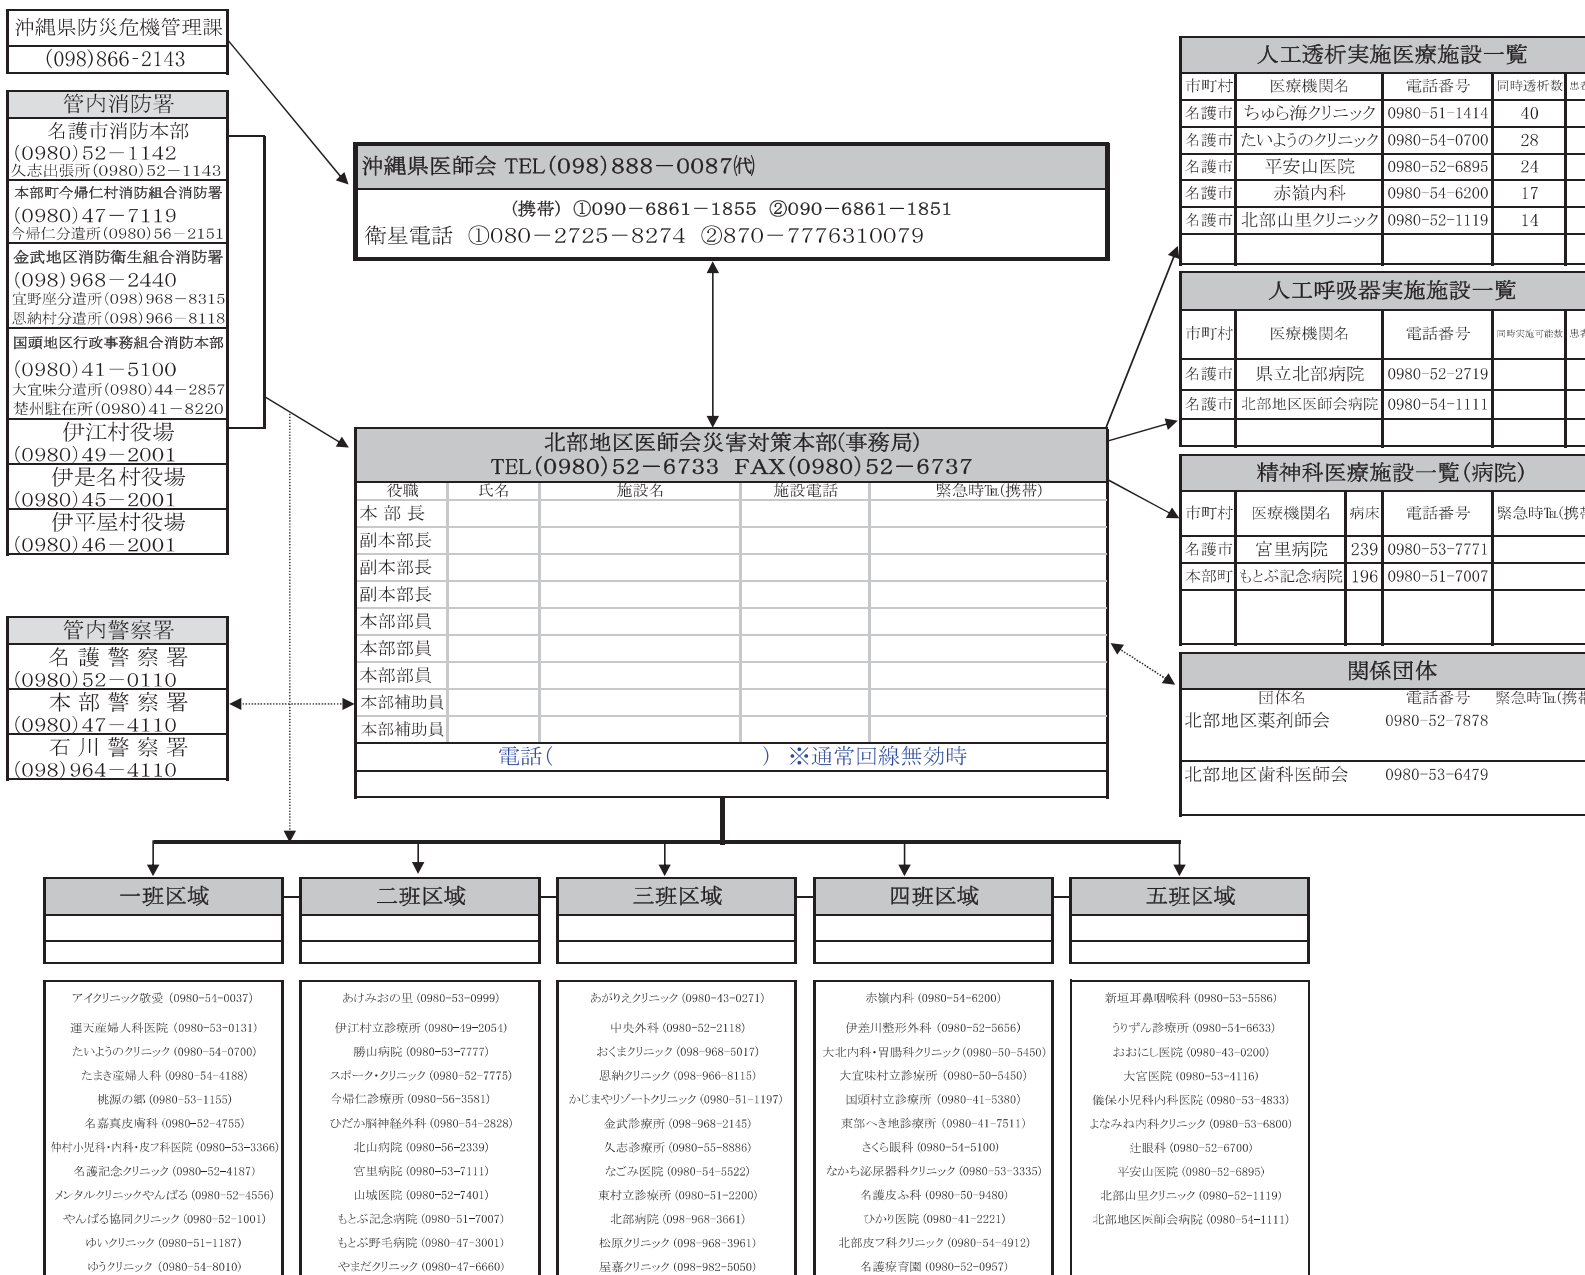 沖縄県防災危機管理課
(098)866-2143
管内消防署
名護市消防本部
(0980)52−1142
久志出張所(0980)52−1143
本部町今帰仁村消防組合消防署
(0980)47−7119
今帰仁分遣所(0980)56−2151
金武地区消防衛生組合消防署
(098)968−2440
宜野座分遣所(098)968−8315
恩納村分遣所(098)966−8118
国頭地区行政事務組合消防本部
(0980)41−5100
大宜味分遣所(0980)44−2857
楚州駐在所(0980)41−8220
伊江村役場
(0980)49−2001
伊是名村役場
(0980)45−2001
伊平屋村役場
(0980)46−2001
管内警察署
名 護 警 察 署
(0980)52−0110
本 部 警 察 署
(0980)47−4110
石 川 警 察 署
(098)964−4110
沖縄県医師会 TEL(098)888−0087㈹
(携帯) ①090−6861−1855 ②090−6861−1851
衛星電話 ①080−2725−8274 ②870−7776310079
北部地区医師会災害対策本部(事務局)
TEL(0980)52−6733 FAX(0980)52−6737
役職 氏名 施設名 施設電話 緊急時℡(携帯)
本 部 長
副本部長
副本部長
副本部長
本部部員
本部部員
本部部員
本部補助員
本部補助員
電話( ) ※通常回線無効時
人工透析実施医療施設一覧
市町村 医療機関名 電話番号 同時透析数 患者
名護市 ちゅら海クリニック 0980-51-1414 40
名護市 たいようのクリニック 0980-54-0700 28
名護市 平安山医院 0980-52-6895 24
名護市 赤嶺内科 0980-54-6200 17
名護市 北部山里クリニック 0980-52-1119 14
人工呼吸器実施施設一覧
市町村 医療機関名 電話番号 同時実施可能数 患者
名護市 県立北部病院 0980-52-2719
名護市 北部地区医師会病院 0980-54-1111
精神科医療施設一覧(病院)
市町村 医療機関名 病床 電話番号 緊急時℡(携帯
名護市 宮里病院 239 0980-53-7771
本部町 もとぶ記念病院 196 0980-51-7007
関係団体
団体名 電話番号 緊急時℡(携帯
北部地区薬剤師会 0980-52-7878
北部地区歯科医師会 0980-53-6479
一班区域
アイクリニック敬愛 (0980-54-0037)
運天産婦人科医院 (0980-53-0131)
たいようのクリニック (0980-54-0700)
たまき産婦人科 (0980-54-4188)
桃源の郷 (0980-53-1155)
名嘉真皮膚科 (0980-52-4755)
仲村小児科・内科・皮フ科医院 (0980-53-3366)
名護記念クリニック (0980-52-4187)
メンタルクリニックやんばる (0980-52-4556)
やんばる協同クリニック (0980-52-1001)
ゆいクリニック (0980-51-1187)
ゆうクリニック (0980-54-8010)
二班区域
あけみおの里 (0980-53-0999)
伊江村立診療所 (0980-49-2054)
勝山病院 (0980-53-7777)
スポーク・クリニック (0980-52-7775)
今帰仁診療所 (0980-56-3581)
ひだか脳神経外科 (0980-54-2828)
北山病院 (0980-56-2339)
宮里病院 (0980-53-7111)
山城医院 (0980-52-7401)
もとぶ記念病院 (0980-51-7007)
もとぶ野毛病院 (0980-47-3001)
やまだクリニック (0980-47-6660)
三班区域
あがりえクリニック (0980-43-0271)
中央外科 (0980-52-2118)
おくまクリニック (098-968-5017)
恩納クリニック (098-966-8115)
かじまやリゾートクリニック (0980-51-1197)
金武診療所 (098-968-2145)
久志診療所 (0980-55-8886)
なごみ医院 (0980-54-5522)
東村立診療所 (0980-51-2200)
北部病院 (098-968-3661)
松原クリニック (098-968-3961)
屋嘉クリニック (098-982-5050)
四班区域
赤嶺内科 (0980-54-6200)
伊差川整形外科 (0980-52-5656)
大北内科・胃腸科クリニック (0980-50-5450)
大宜味村立診療所 (0980-50-5450)
国頭村立診療所 (0980-41-5380)
東部へき地診療所 (0980-41-7511)
さくら眼科 (0980-54-5100)
なかち泌尿器科クリニック (0980-53-3335)
名護皮ふ科 (0980-50-9480)
ひかり医院 (0980-41-2221)
北部皮フ科クリニック (0980-54-4912)
名護療育園 (0980-52-0957)
五班区域
新垣耳鼻咽喉科 (0980-53-5586)
うりずん診療所 (0980-54-6633)
おおにし医院 (0980-43-0200)
大宮医院 (0980-53-4116)
儀保小児科内科医院 (0980-53-4833)
よなみね内科クリニック (0980-53-6800)
辻眼科 (0980-52-6700)
平安山医院 (0980-52-6895)
北部山里クリニック (0980-52-1119)
北部地区医師会病院 (0980-54-1111)